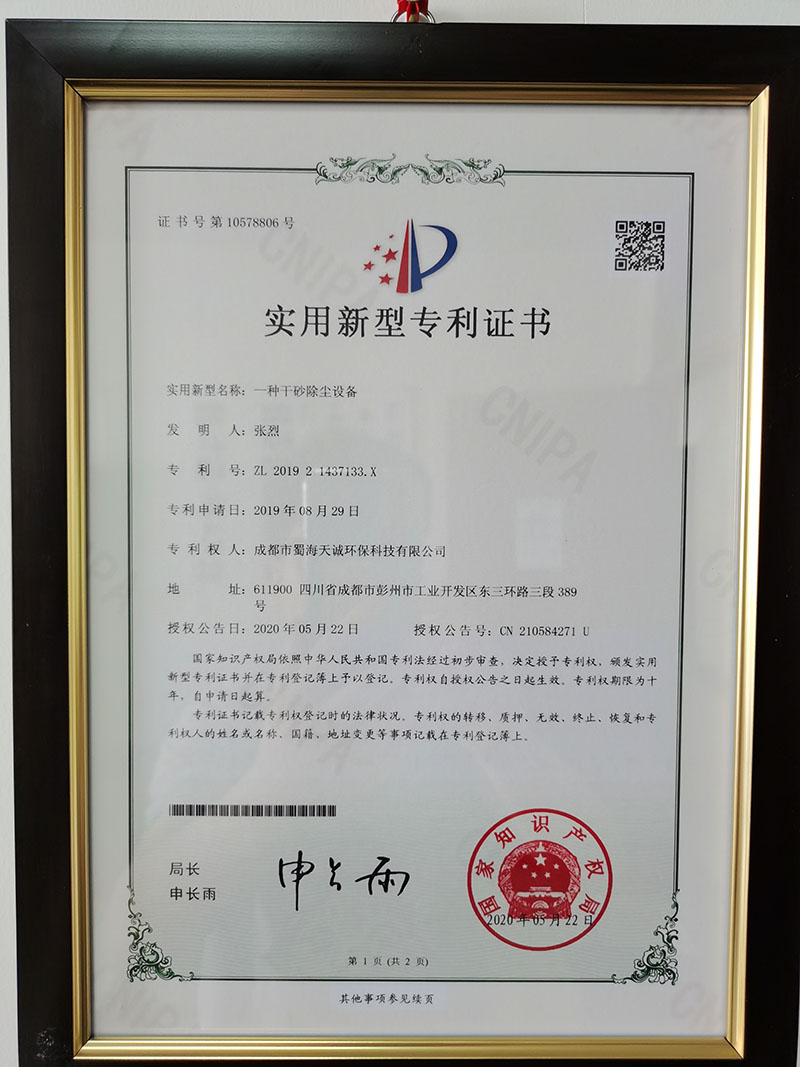 证书号第10578806号
实用新型专利证书
实用新型名称：一种干砂除尘设备
发明人：张烈
专利号：ZL 2019 2 1437133.X
专利申请日：2019年08月29日
专利权人：成都市蜀海天诚环保科技有限公司
地址：611900 四川省成都市彭州市工业开发区东三环路三段389
号
授权公告日：2020年05月22日 授权公告号：CN 210584271 U
国家知识产权局依照中华人民共和国专利法经过初步审查，决定授予专利权，颁发实用
新型专利证书并在专利登记簿上予以登记。专利权自授权公告之日起生效。专利权期限为十
年，自申请日起算。
专利证书记载专利权登记时的法律状况。专利权的转移、质押、无效、终止、恢复和专
利权人的姓名或名称、国籍、地址变更等事项记载在专利登记簿上。
局长
申长雨
申长雨
国家知识产权局
2020年05月22日
第1页(共2页)
其他事项参见续页
CNIPA
CNIPA
CNIPA